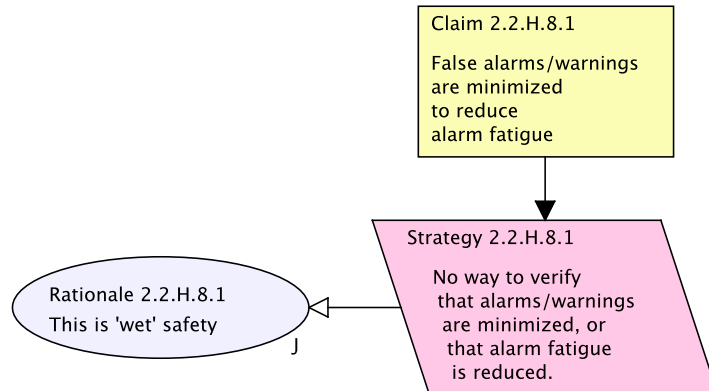 Claim 2.2.H.8.1
False alarms/warnings
are minimized
to reduce
alarm fatigue
Strategy 2.2.H.8.1
No way to verify
that alarms/warnings
are minimized, or
that alarm fatigue
is reduced.
Rationale 2.2.H.8.1
This is 'wet' safety
J